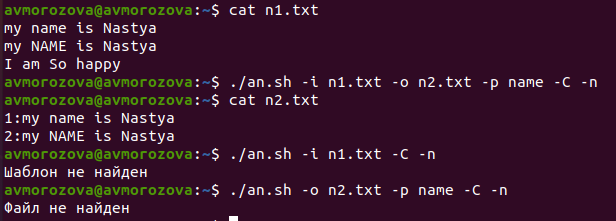 avmorozova@avmorozova:~$ cat n1.txt
my name is Nastya
my NAME is Nastya
I am So happy
avmorozova@avmorozova:~$ ./an.sh -i n1.txt -o n2.txt -p name -C -n
avmorozova@avmorozova:~$ cat n2.txt
1:my name is Nastya
2:my NAME is Nastya
avmorozova@avmorozova:~$ ./an.sh -i n1.txt -C -n
Шаблон не найден
avmorozova@avmorozova:~$ ./an.sh -o n2.txt -p name -C -n
Файл не найден